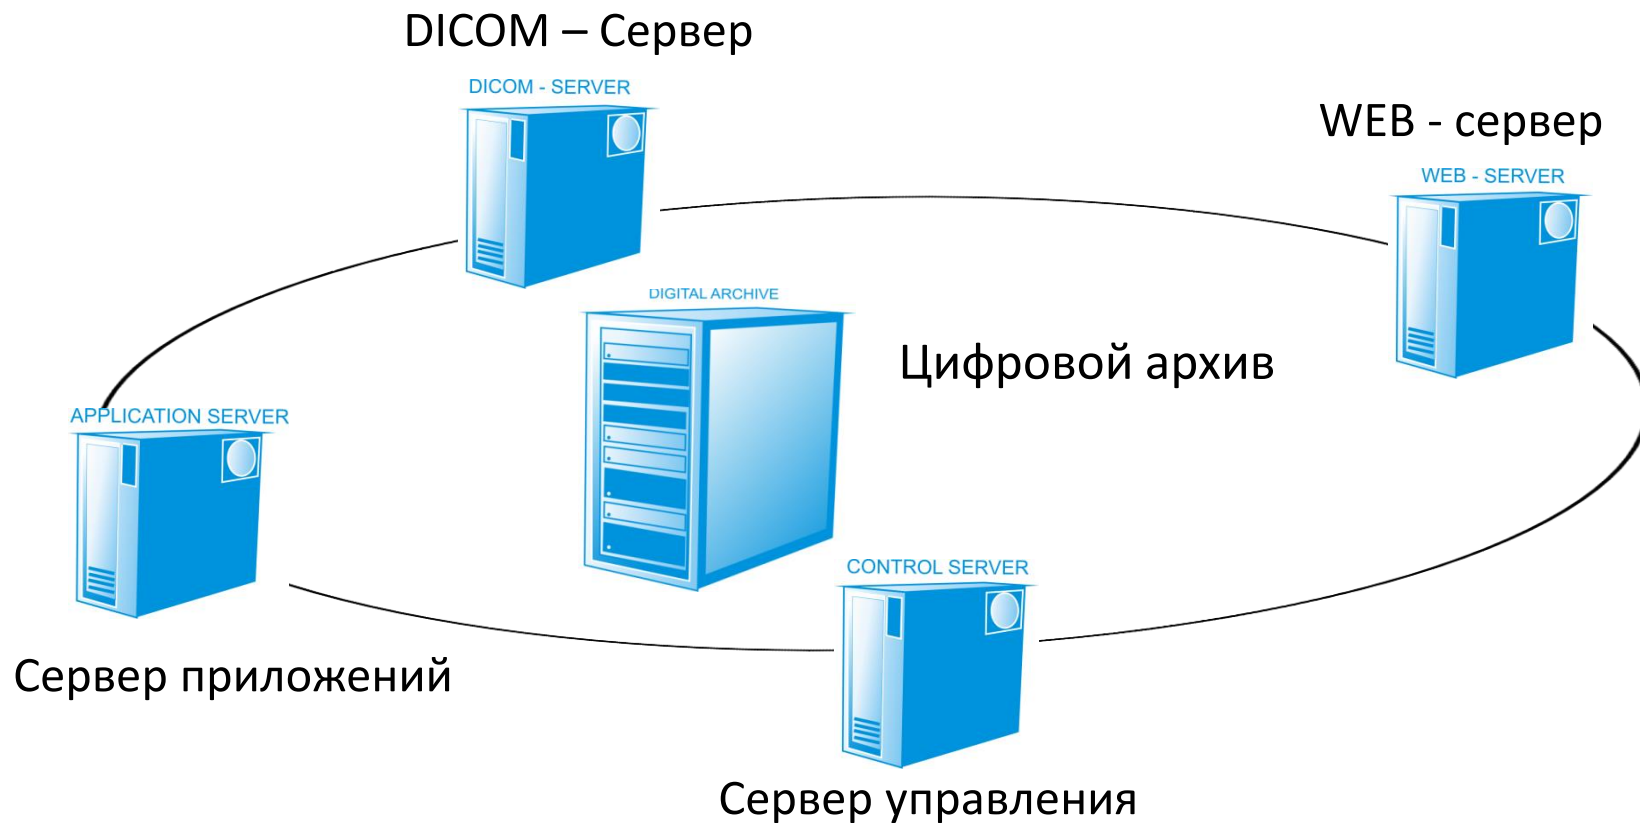 DICOM – Сервер
DICOM - SERVER
WEB - сервер
WEB - SERVER
DIGITAL ARCHIVE
Цифровой архив
APPLICATION SERVER
CONTROL SERVER
Сервер приложений
Сервер управления